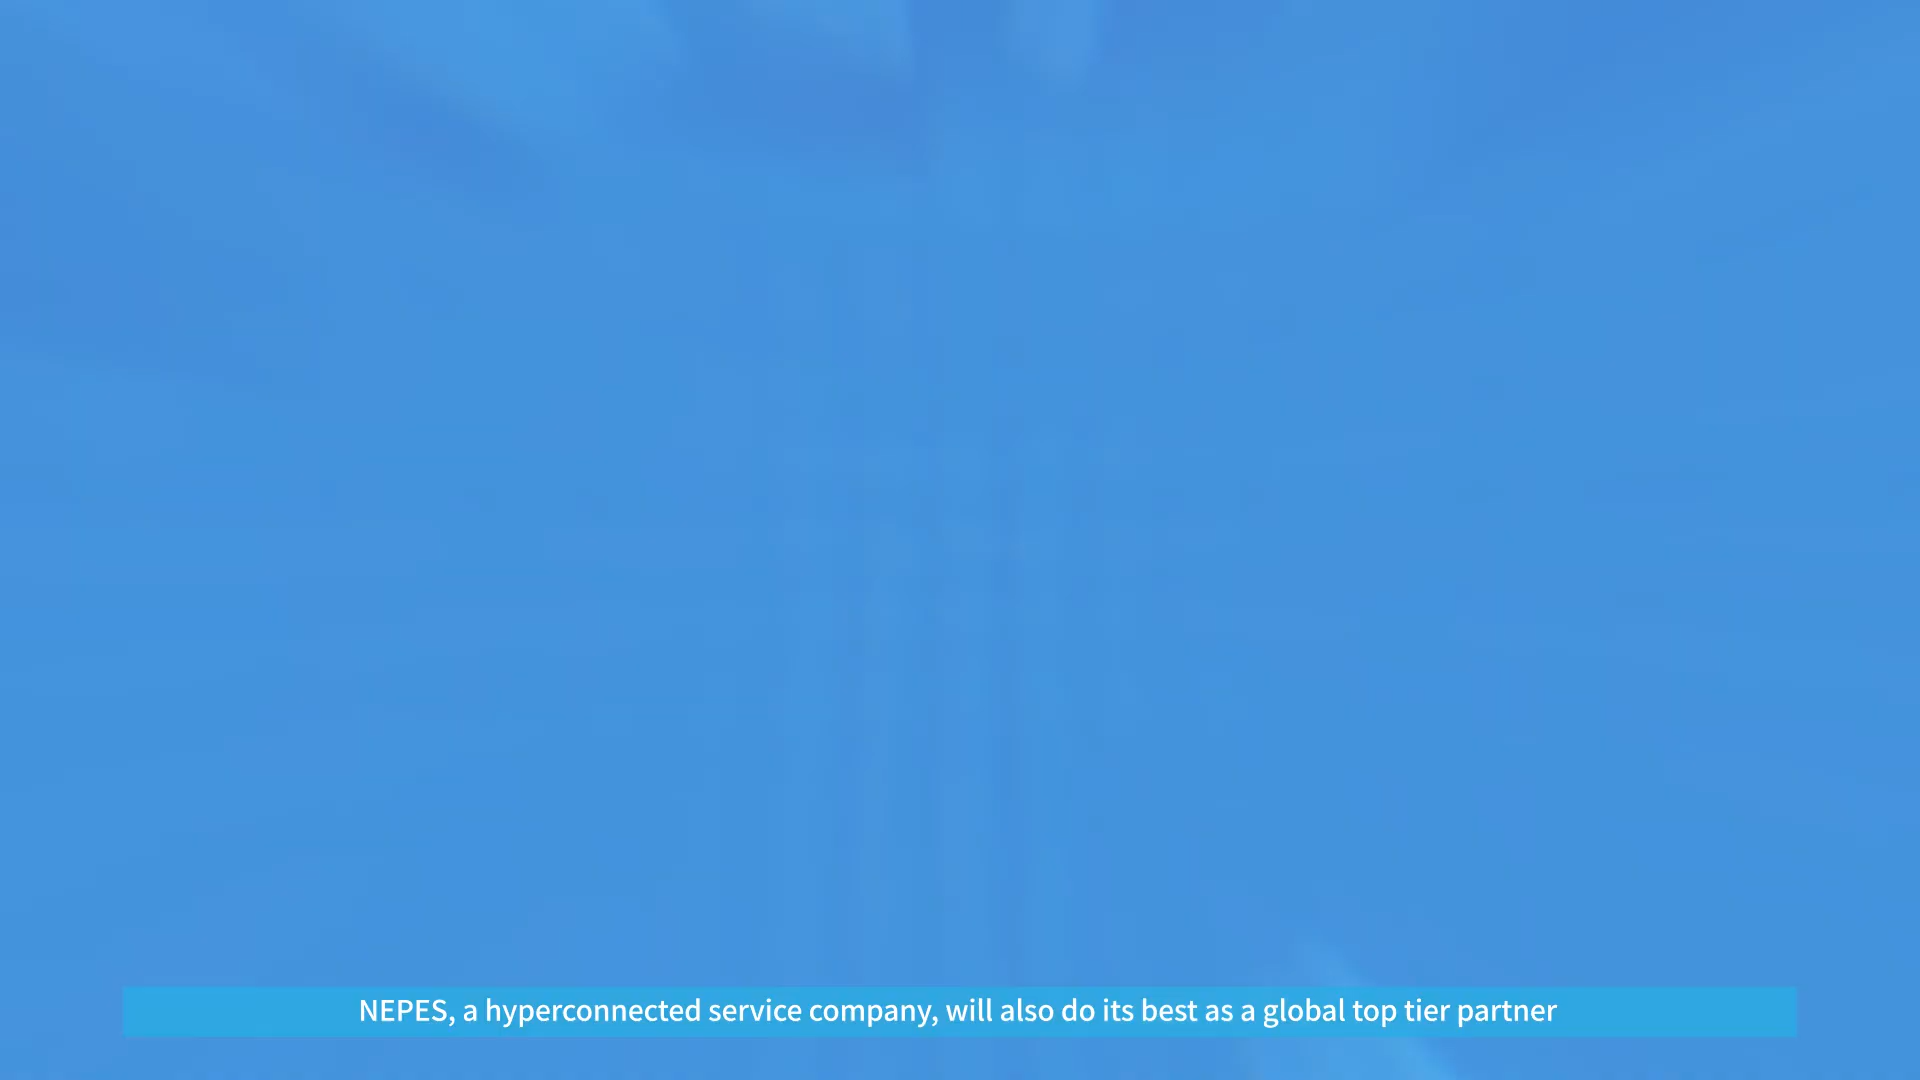 NEPES, a hyperconnected service company, will also do its best as a global top tier partner